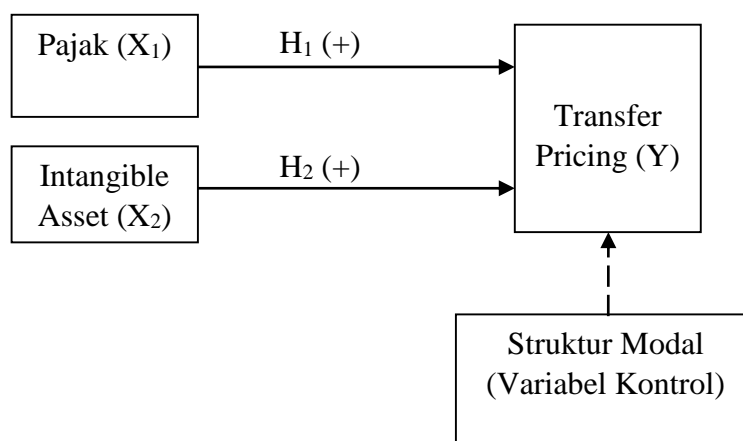 Pajak (X₁)
H₁ (+)
Transfer
Pricing (Y)
Intangible
Asset (X₂)
H₂ (+)
Struktur Modal
(Variabel Kontrol)